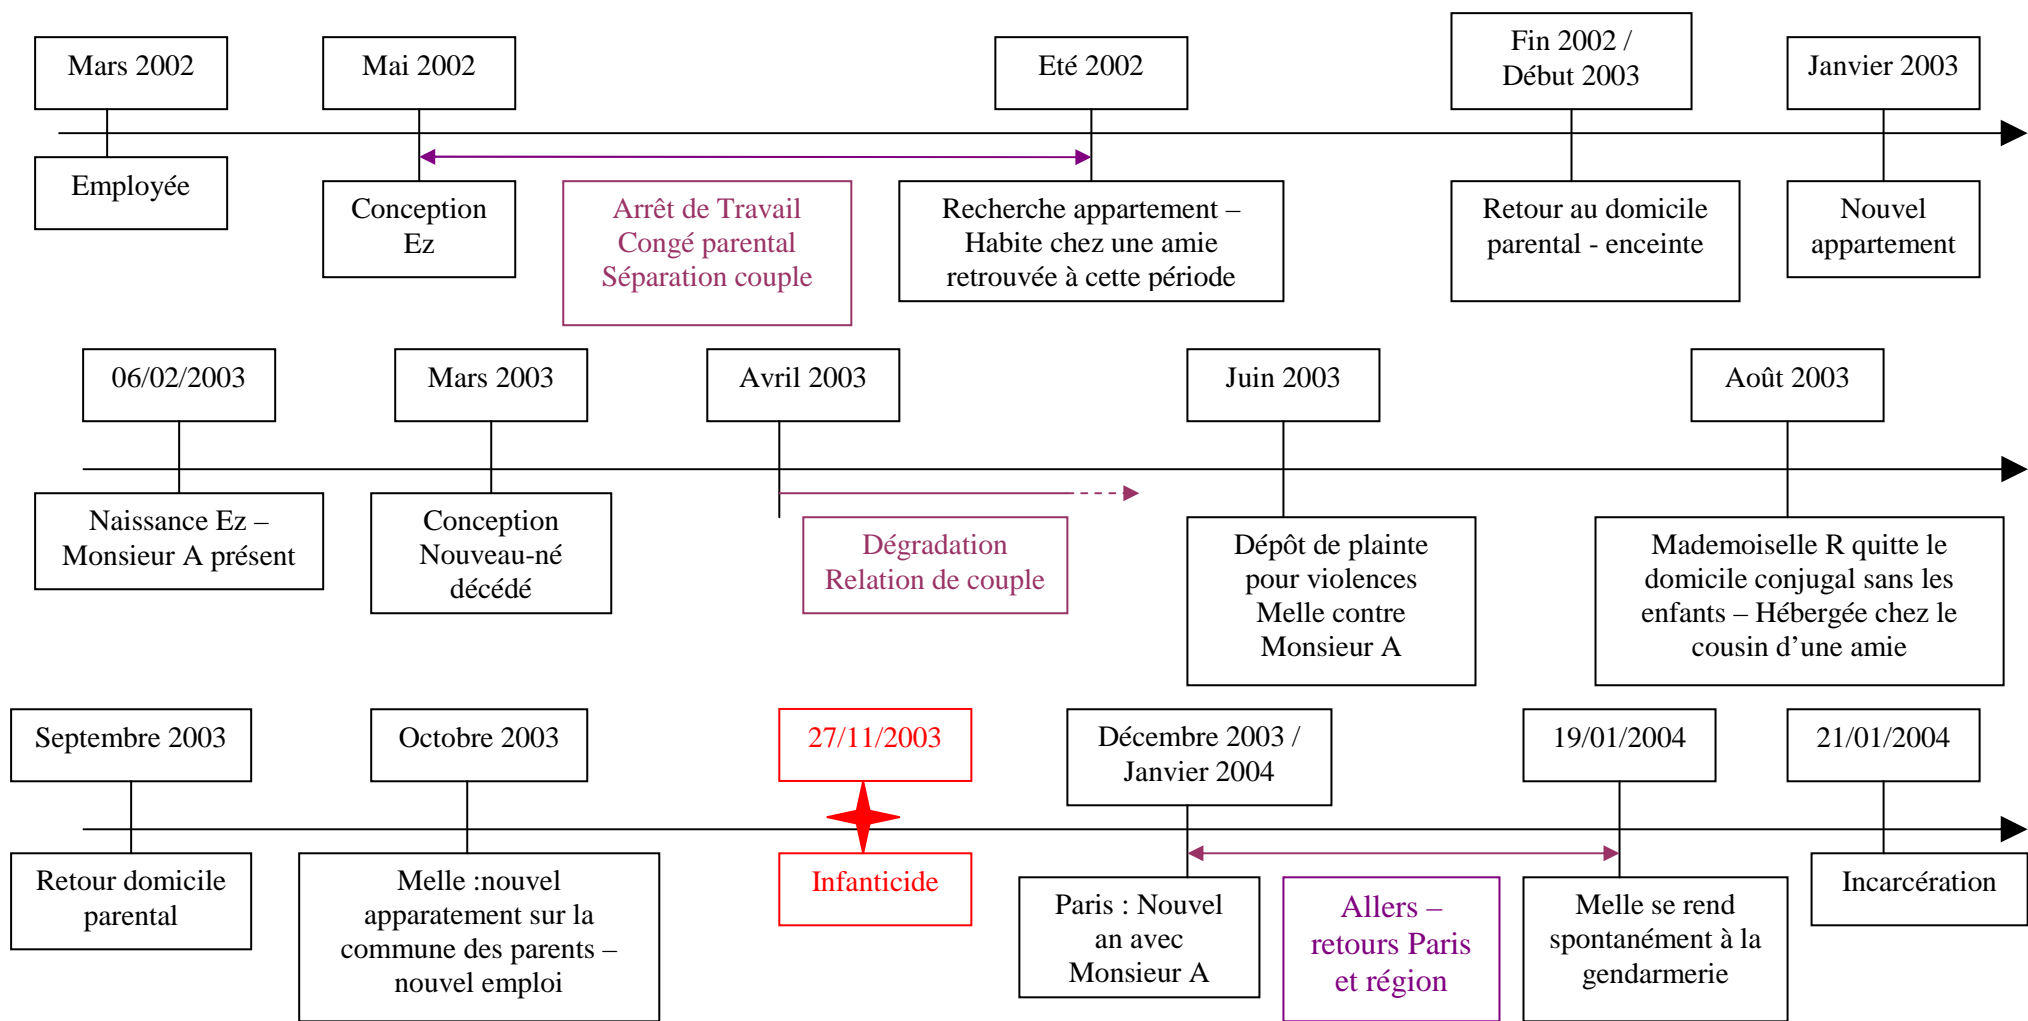 Mars 2002
Mai 2002
Eté 2002
Fin 2002 /
Début 2003
Janvier 2003
Employée
Conception
Ez
Arrêt de Travail
Congé parental
Séparation couple
Recherche appartement –
Habite chez une amie
retrouvée à cette période
Retour au domicile
parental - enceinte
Nouvel
appartement
06/02/2003
Mars 2003
Avril 2003
Juin 2003
Août 2003
Naissance Ez –
Monsieur A présent
Conception
Nouveau-né
décédé
Dégradation
Relation de couple
Dépôt de plainte
pour violences
Melle contre
Monsieur A
Mademoiselle R quitte le
domicile conjugal sans les
enfants – Hébergée chez le
cousin d’une amie
Septembre 2003
Octobre 2003
27/11/2003
Décembre 2003 /
Janvier 2004
19/01/2004
21/01/2004
Retour domicile
parental
Melle :nouvel
apparatement sur la
commune des parents –
nouvel emploi
Infanticide
Paris : Nouvel
an avec
Monsieur A
Allers –
retours Paris
et région
Melle se rend
spontanément à la
gendarmerie
Incarcération